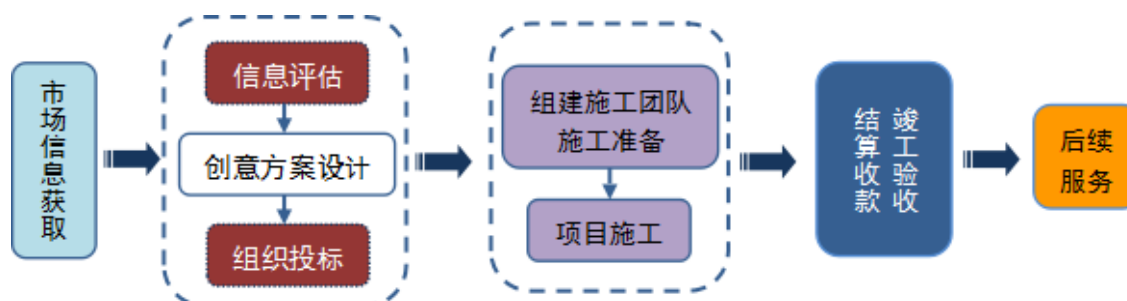 市场信息获取
信息评估
创意方案设计
组织投标
组建施工团队
施工准备
项目施工
竣工验收
结算收款
后续
服务